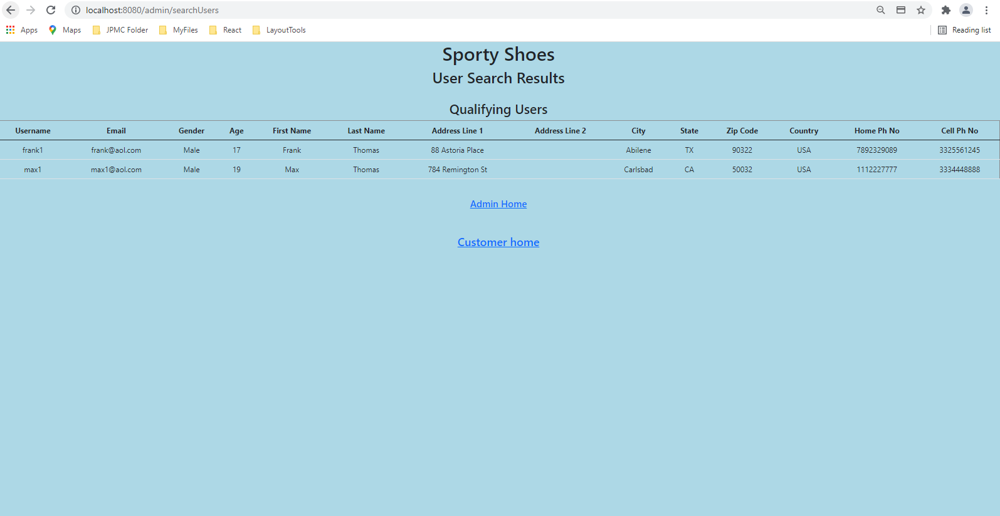 localhost:8080/admin/searchUsers
Apps Maps JPMC Folder MyFiles React LayoutTools Reading list
Sporty Shoes
User Search Results
Qualifying Users
Username Email Gender Age First Name Last Name Address Line 1 Address Line 2 City State Zip Code Country Home Ph No Cell Ph No
frank1 frank@aol.com Male 17 Frank Thomas 88 Astoria Place Abilene TX 90322 USA 7892329089 3325561245
max1 max1@aol.com Male 19 Max Thomas 784 Remington St Carlsbad CA 50032 USA 1112227777 3334448888
Admin Home
Customer home